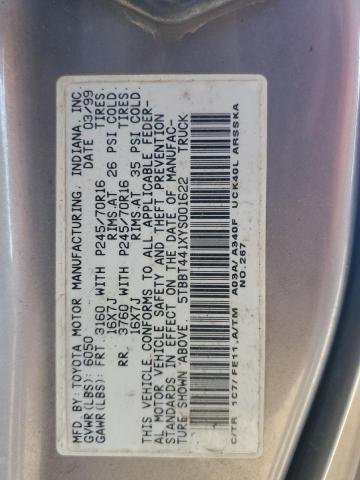 MFD. BY: TOYOTA MOTOR MANUFACTURING, INDIANA, INC.
GVWR(LBS): 6050 DATE 03/99
GAWR(LBS): FRT 3160 WITH P245/70R16 TIRES.
16X7J RIMS.AT 26 PSI COLD
RR. 3760 WITH P245/70R16 TIRES.
16X7J RIMS.AT 35 PSI COLD
THIS VEHICLE CONFORMS TO ALL APPLICABLE FEDER-
AL MOTOR VEHICLE SAFETY AND THEFT PREVENTION
STANDARDS IN EFFECT ON THE DATE OF MANUFAC-
TURE SHOWN ABOVE. 5TBBT441XYS001622 TRUCK
C/TR 1C7/FE11,A/TM A03A/A340F UCK40L ARSSKA
NO.267.